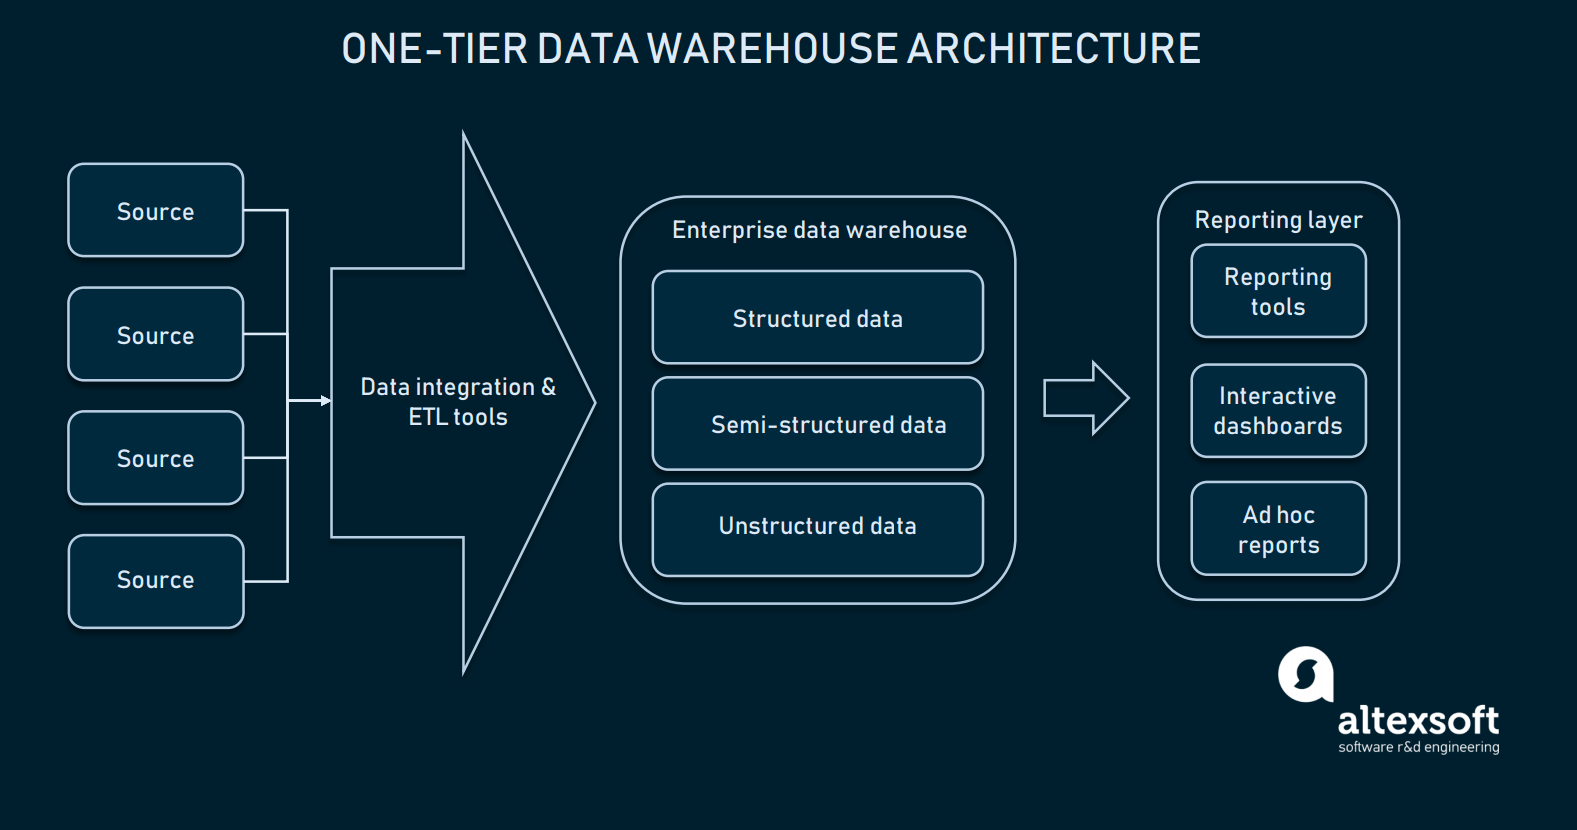 ONE-TIER DATA WAREHOUSE ARCHITECTURE
Source
Source
Source
Source
Data integration &
ETL tools
Enterprise data warehouse
Structured data
Semi-structured data
Unstructured data
Reporting layer
Reporting
tools
Interactive
dashboards
Ad hoc
reports
altexsoft
software r&d engineering